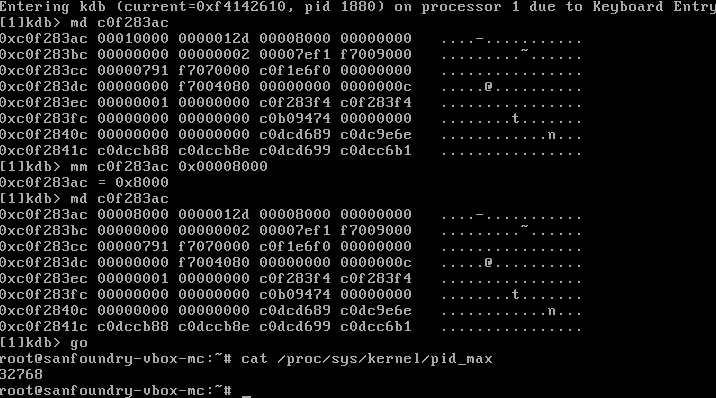 Entering kdb (current=0xf4142610, pid 1880) on processor 1 due to Keyboard Entry
[1]kdb> md c0f283ac
0xc0f283ac 00010000 0000012d 00008000 00000000   ....-...........
0xc0f283bc 00000000 00000002 00007ef1 f7009000   .........~......
0xc0f283cc 00000791 f7070000 c0f1e6f0 00000000   ................
0xc0f283dc 00000000 f7004080 00000000 0000000c   .....@..........
0xc0f283ec 00000001 00000000 c0f283f4 c0f283f4   ................
0xc0f283fc 00000000 00000000 c0b09474 00000000   ........t.......
0xc0f2840c 00000000 00000000 c0dcd689 c0dc9e6e   ............n...
0xc0f2841c c0dccb88 c0dccb8e c0dcd699 c0dcc6b1   ................
[1]kdb> mm c0f283ac 0x00008000
0xc0f283ac = 0x8000
[1]kdb> md c0f283ac
0xc0f283ac 00008000 0000012d 00008000 00000000   ....-...........
0xc0f283bc 00000000 00000002 00007ef1 f7009000   .........~......
0xc0f283cc 00000791 f7070000 c0f1e6f0 00000000   ................
0xc0f283dc 00000000 f7004080 00000000 0000000c   .....@..........
0xc0f283ec 00000001 00000000 c0f283f4 c0f283f4   ................
0xc0f283fc 00000000 00000000 c0b09474 00000000   ........t.......
0xc0f2840c 00000000 00000000 c0dcd689 c0dc9e6e   ............n...
0xc0f2841c c0dccb88 c0dccb8e c0dcd699 c0dcc6b1   ................
[1]kdb> go
root@sanfoundry-vbox-mc:~# cat /proc/sys/kernel/pid_max
32768
root@sanfoundry-vbox-mc:~# _